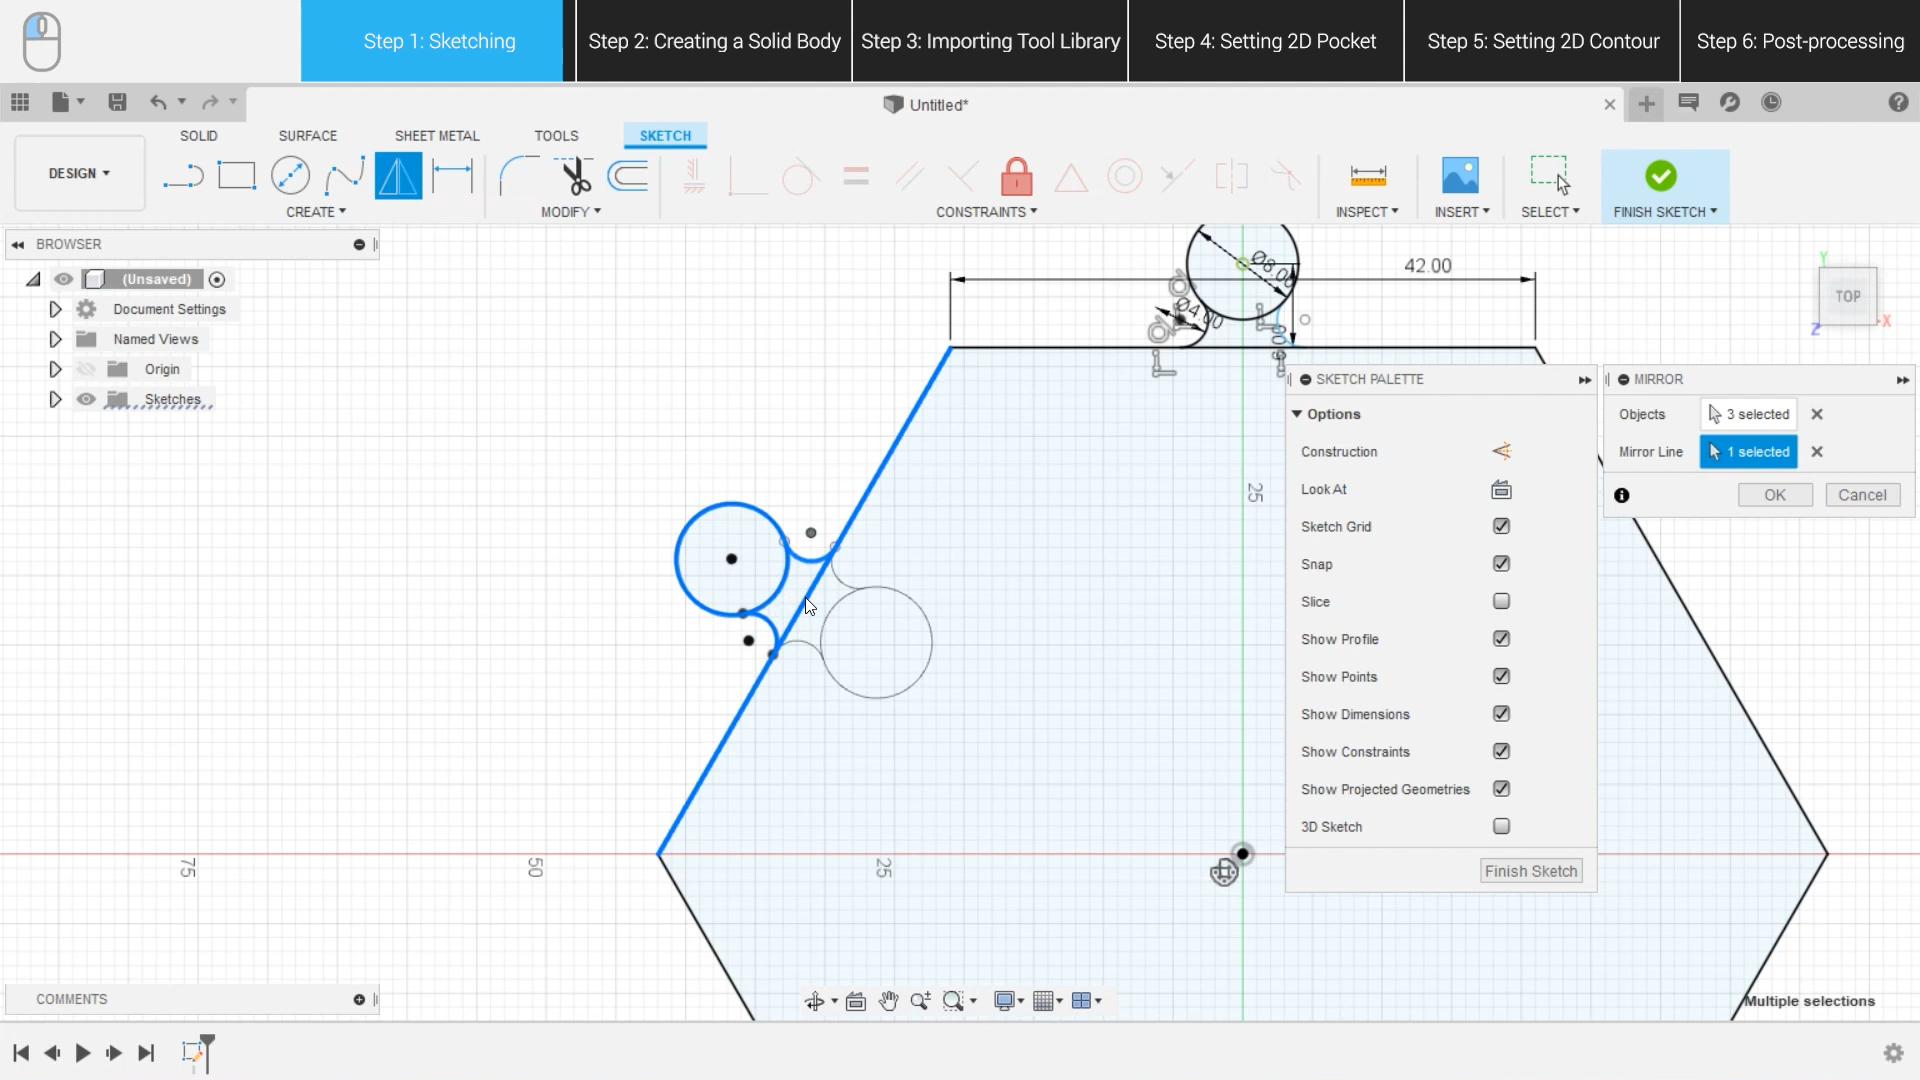 Step 1: Sketching
Step 2: Creating a Solid Body
Step 3: Importing Tool Library
Step 4: Setting 2D Pocket
Step 5: Setting 2D Contour
Step 6: Post-processing
Untitled*
SOLID
SURFACE
SHEET METAL
TOOLS
SKETCH
DESIGN
CREATE
MODIFY
CONSTRAINTS
INSPECT
INSERT
SELECT
FINISH SKETCH
BROWSER
(Unsaved)
Document Settings
Named Views
Origin
Sketches
Ø8.00
42.00
Ø4.00
25
TOP
Y
X
Z
SKETCH PALETTE
Options
Construction
Look At
Sketch Grid
Snap
Slice
Show Profile
Show Points
Show Dimensions
Show Constraints
Show Projected Geometries
3D Sketch
Finish Sketch
MIRROR
Objects 3 selected
Mirror Line 1 selected
OK Cancel
75
50
25
COMMENTS
Multiple selections